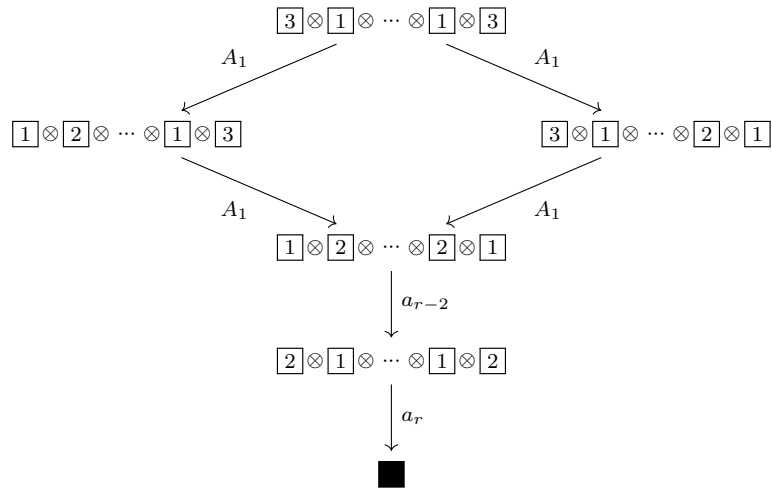 3 ⊗ 1 ⊗ ··· ⊗ 1 ⊗ 3
A₁ A₁
1 ⊗ 2 ⊗ ··· ⊗ 1 ⊗ 3 3 ⊗ 1 ⊗ ··· ⊗ 2 ⊗ 1
A₁ A₁
1 ⊗ 2 ⊗ ··· ⊗ 2 ⊗ 1
aᵣ₋₂
2 ⊗ 1 ⊗ ··· ⊗ 1 ⊗ 2
aᵣ